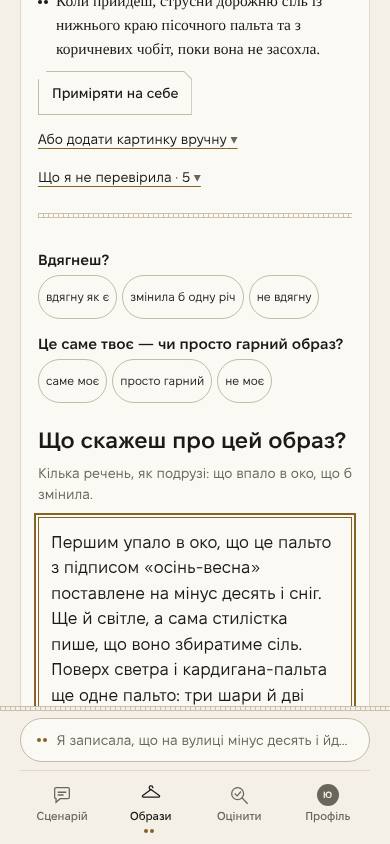 •• Коли прийдеш, струсни дорожню сіль із
нижнього краю пісочного пальта та з
коричневих чобіт, поки вона не засохла.
Приміряти на себе
Або додати картинку вручну ▾
Що я не перевірила · 5 ▾
Вдягнеш?
вдягну як є
змінила б одну річ
не вдягну
Це саме твоє — чи просто гарний образ?
саме моє
просто гарний
не моє
Що скажеш про цей образ?
Кілька речень, як подрузі: що впало в око, що б
змінила.
Першим упало в око, що це пальто
з підписом «осінь-весна»
поставлене на мінус десять і сніг.
Ще й світле, а сама стилістка
пише, що воно збиратиме сіль.
Поверх светра і кардигана-пальта
ще одне пальто: три шари й дві
•• Я записала, що на вулиці мінус десять і йд...
Сценарій
Образи
Оцінити
Ю
Профіль